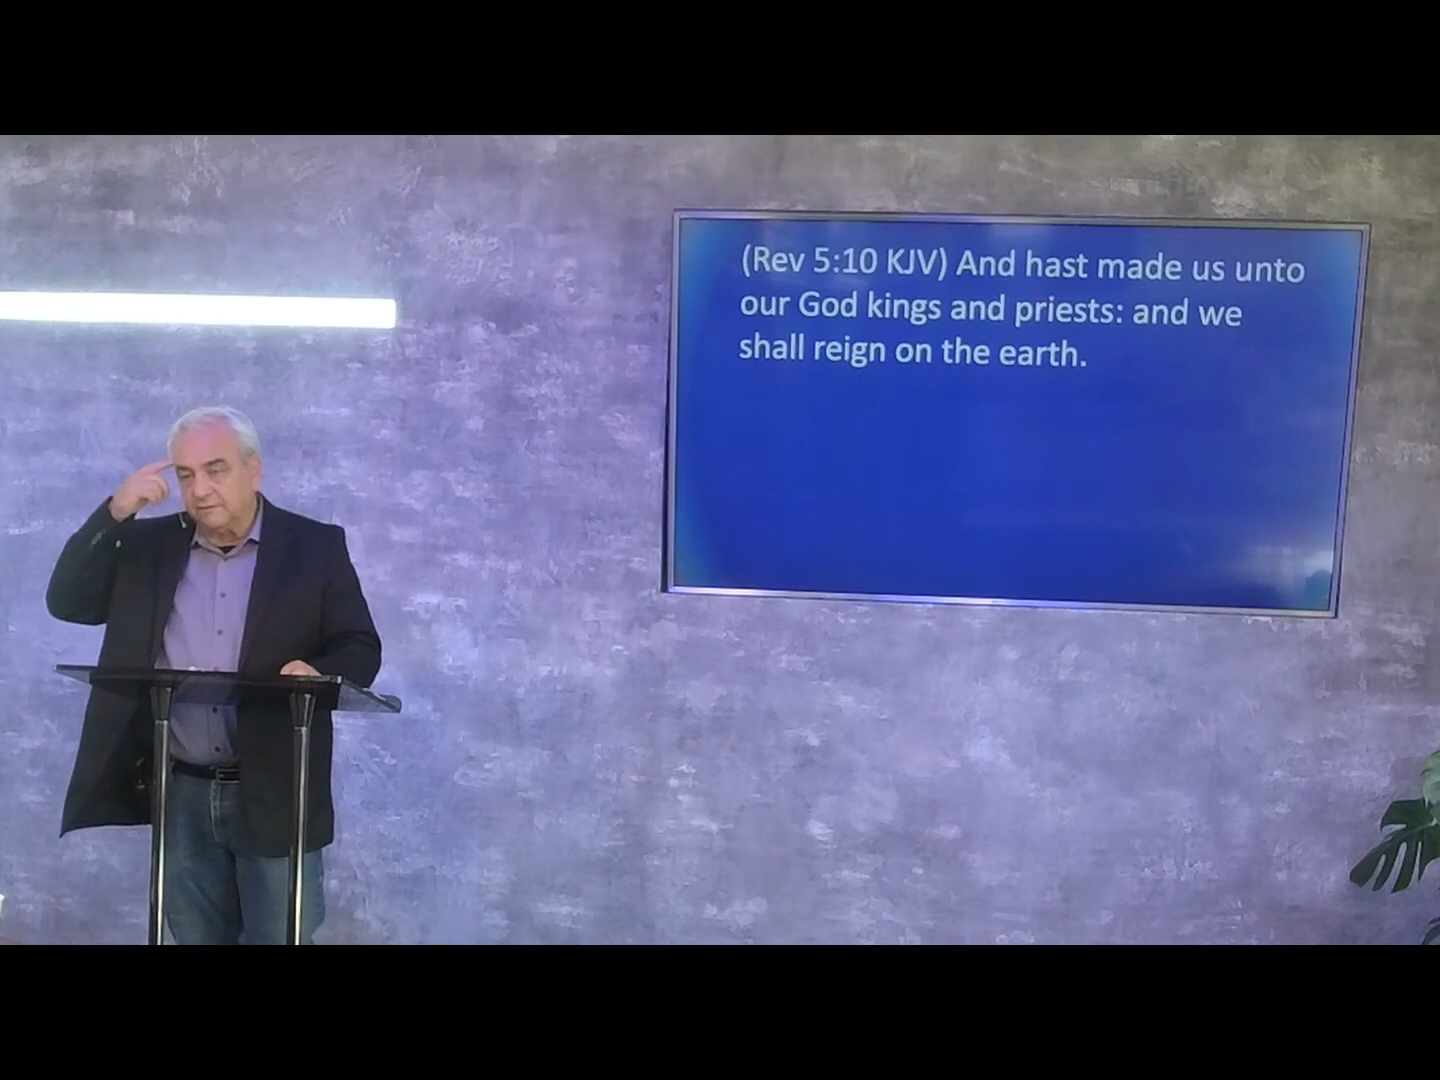 (Rev 5:10 KJV) And hast made us unto
our God kings and priests: and we
shall reign on the earth.